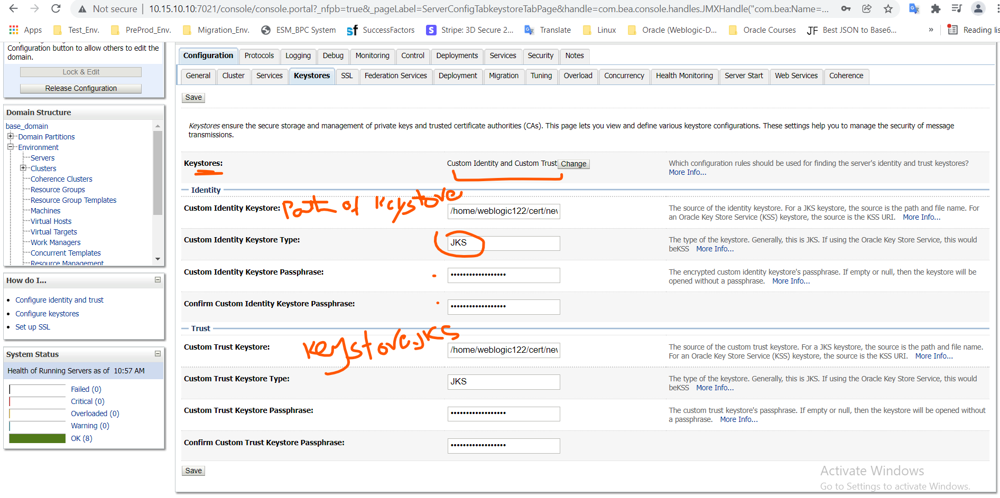 Not secure | 10.15.10.10:7021/console/console.portal?_nfpb=true&_pageLabel=ServerConfigTabkeystoreTabPage&handle=com.bea.console.handles.JMXHandle("com.bea:Name=...
Apps Test_Env. PreProd_Env. Migration_Env. ESM_BPC System SuccessFactors Stripe: 3D Secure 2... Translate Linux Oracle (Weblogic-D... Oracle Courses Best JSON to Base6... » Reading lis
Configuration button to allow others to edit the
domain.
Lock & Edit
Release Configuration
Domain Structure
base_domain
Domain Partitions
Environment
Servers
Clusters
Coherence Clusters
Resource Groups
Resource Group Templates
Machines
Virtual Hosts
Virtual Targets
Work Managers
Concurrent Templates
Resource Management
How do I...
Configure identity and trust
Configure keystores
Set up SSL
System Status
Health of Running Servers as of 10:57 AM
Failed (0)
Critical (0)
Overloaded (0)
Warning (0)
OK (8)
Configuration Protocols Logging Debug Monitoring Control Deployments Services Security Notes
General Cluster Services Keystores SSL Federation Services Deployment Migration Tuning Overload Concurrency Health Monitoring Server Start Web Services Coherence
Save
Keystores ensure the secure storage and management of private keys and trusted certificate authorities (CAs). This page lets you view and define various keystore configurations. These settings help you to manage the security of message
transmissions.
Keystores: Custom Identity and Custom Trust Change
Which configuration rules should be used for finding the server's identity and trust keystores?
More Info...
Identity
Custom Identity Keystore: Path of Keystore /home/weblogic122/cert/nev
The source of the identity keystore. For a JKS keystore, the source is the path and file name. For
an Oracle Key Store Service (KSS) keystore, the source is the KSS URI. More Info...
Custom Identity Keystore Type: JKS
The type of the keystore. Generally, this is JKS. If using the Oracle Key Store Service, this would
beKSS More Info...
Custom Identity Keystore Passphrase: ••••••••••••••••••
The encrypted custom identity keystore's passphrase. If empty or null, then the keystore will be
opened without a passphrase. More Info...
Confirm Custom Identity Keystore Passphrase: ••••••••••••••••••
Trust
Custom Trust Keystore: keystore.JKS /home/weblogic122/cert/nev
The source of the custom trust keystore. For a JKS keystore, the source is the path and file name.
For an Oracle Key Store Service (KSS) keystore, the source is the KSS URI. More Info...
Custom Trust Keystore Type: JKS
The type of the keystore. Generally, this is JKS. If using the Oracle Key Store Service, this would
beKSS More Info...
Custom Trust Keystore Passphrase: ••••••••••••••••••
The custom trust keystore's passphrase. If empty or null, then the keystore will be opened without
a passphrase. More Info...
Confirm Custom Trust Keystore Passphrase: ••••••••••••••••••
Save
Activate Windows
Go to Settings to activate Windows.